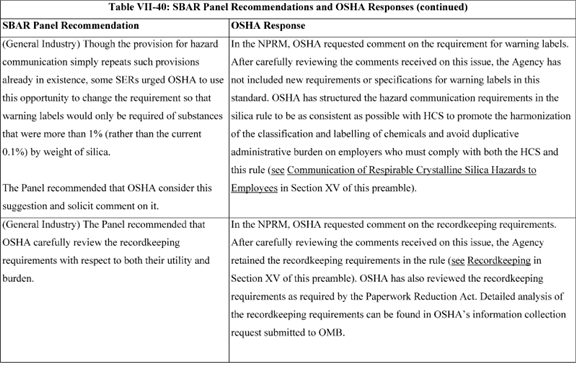 Table VII-40: SBAR Panel Recommendations and OSHA Responses (continued)
SBAR Panel Recommendation
OSHA Response
(General Industry) Though the provision for hazard
communication simply repeats such provisions
already in existence, some SERs urged OSHA to use
this opportunity to change the requirement so that
warning labels would only be required of substances
that were more than 1% (rather than the current
0.1%) by weight of silica.
The Panel recommended that OSHA consider this
suggestion and solicit comment on it.
In the NPRM, OSHA requested comment on the requirement for warning labels.
After carefully reviewing the comments received on this issue, the Agency has
not included new requirements or specifications for warning labels in this
standard. OSHA has structured the hazard communication requirements in the
silica rule to be as consistent as possible with HCS to promote the harmonization
of the classification and labelling of chemicals and avoid duplicative
administrative burden on employers who must comply with both the HCS and
this rule (see Communication of Respirable Crystalline Silica Hazards to
Employees in Section XV of this preamble).
(General Industry) The Panel recommended that
OSHA carefully review the recordkeeping
requirements with respect to both their utility and
burden.
In the NPRM, OSHA requested comment on the recordkeeping requirements.
After carefully reviewing the comments received on this issue, the Agency
retained the recordkeeping requirements in the rule (see Recordkeeping in
Section XV of this preamble). OSHA has also reviewed the recordkeeping
requirements as required by the Paperwork Reduction Act. Detailed analysis of
the recordkeeping requirements can be found in OSHA's information collection
request submitted to OMB.